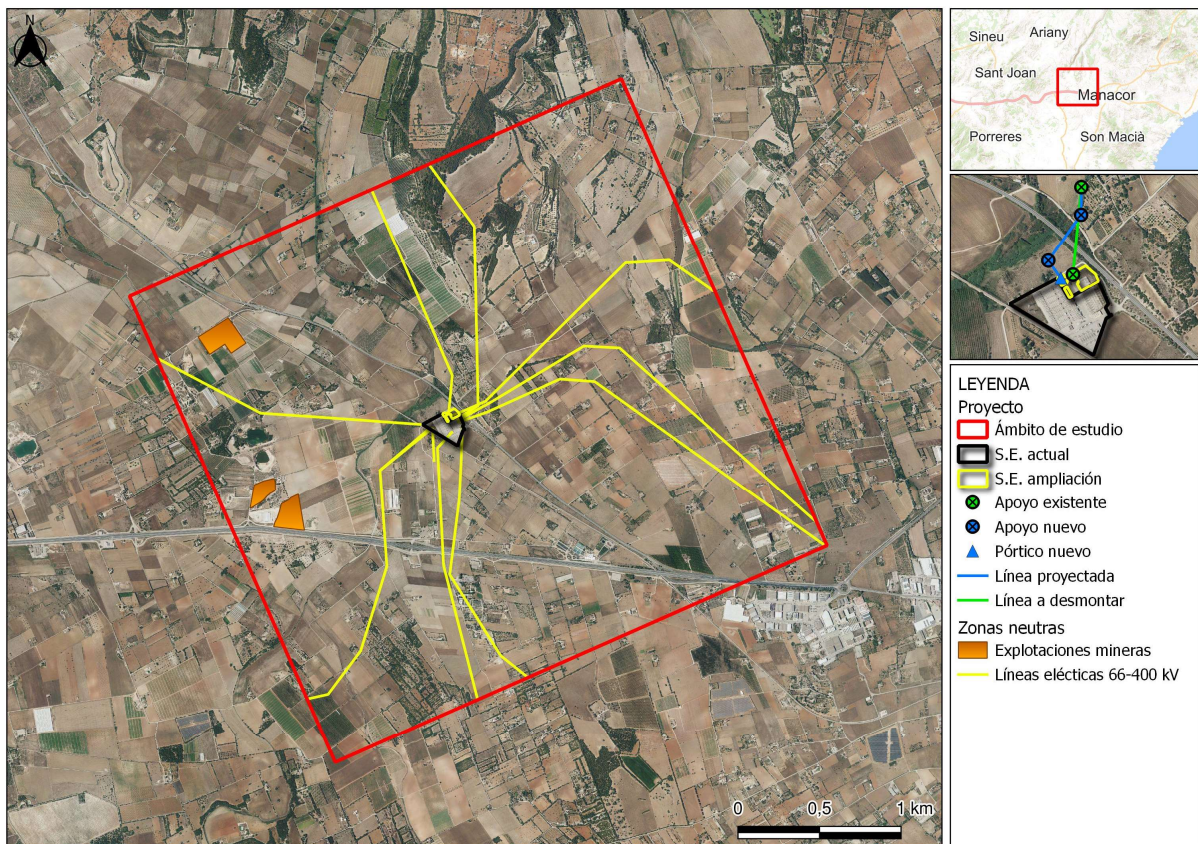 N
0
0,5
1 km
Sineu
Ariany
Sant Joan
Manacor
Porreres
Son Macià
LEYENDA
Proyecto
Ámbito de estudio
S.E. actual
S.E. ampliación
Apoyo existente
Apoyo nuevo
Pórtico nuevo
Línea proyectada
Línea a desmontar
Zonas neutras
Explotaciones mineras
Líneas elécticas 66-400 kV